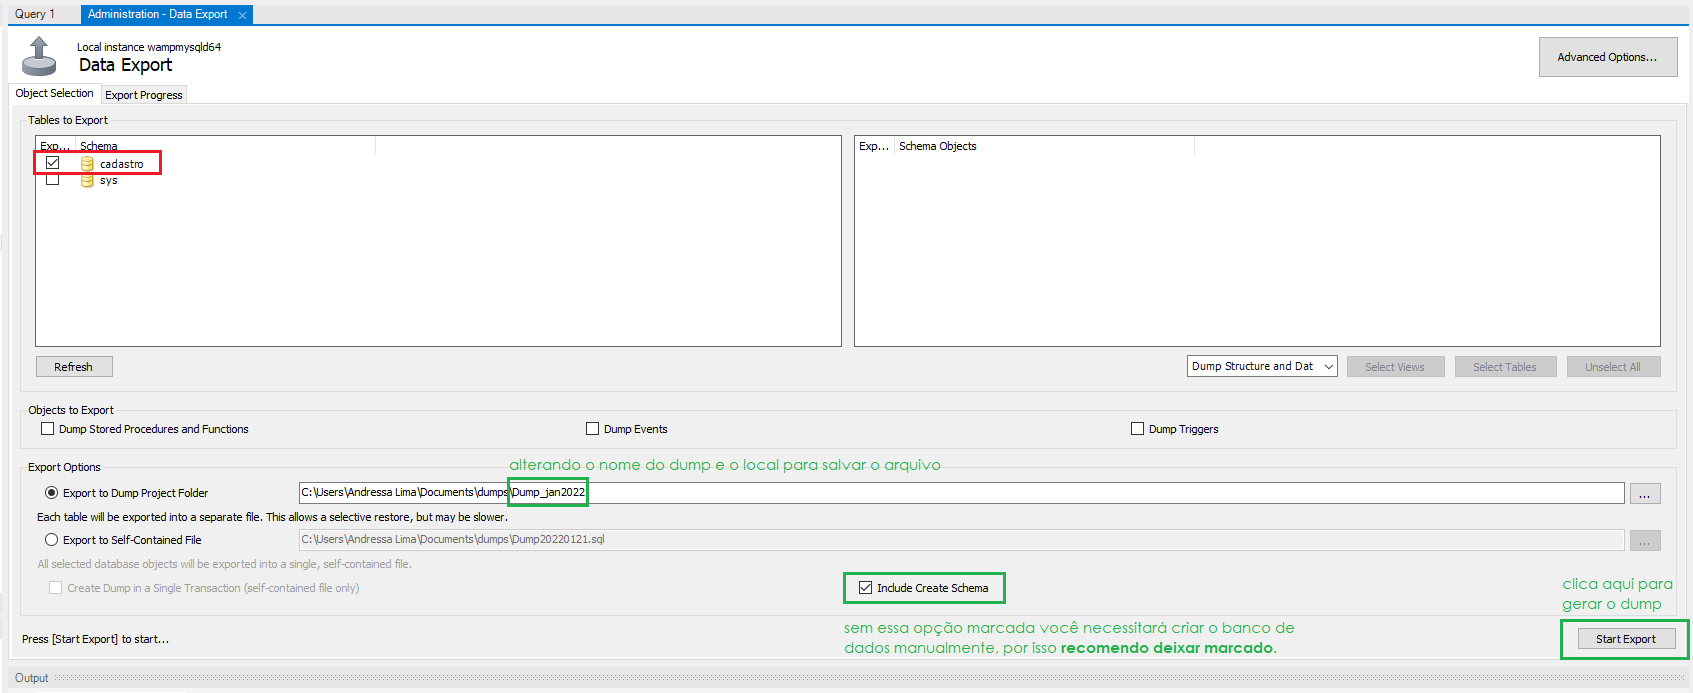 Query 1
Administration - Data Export
Local instance wampmysqld64
Data Export
Advanced Options...
Object Selection
Export Progress
Tables to Export
Exp... Schema
cadastro
sys
Exp... Schema Objects
Refresh
Dump Structure and Dat
Select Views
Select Tables
Unselect All
Objects to Export
Dump Stored Procedures and Functions
Dump Events
Dump Triggers
Export Options
alterando o nome do dump e o local para salvar o arquivo
Export to Dump Project Folder
C:\Users\Andressa Lima\Documents\dumps\Dump_jan2022
...
Each table will be exported into a separate file. This allows a selective restore, but may be slower.
Export to Self-Contained File
C:\Users\Andressa Lima\Documents\dumps\Dump20220121.sql
...
All selected database objects will be exported into a single, self-contained file.
Create Dump in a Single Transaction (self-contained file only)
Include Create Schema
clica aqui para
gerar o dump
sem essa opção marcada você necessitará criar o banco de
dados manualmente, por isso recomendo deixar marcado.
Press [Start Export] to start...
Start Export
Output